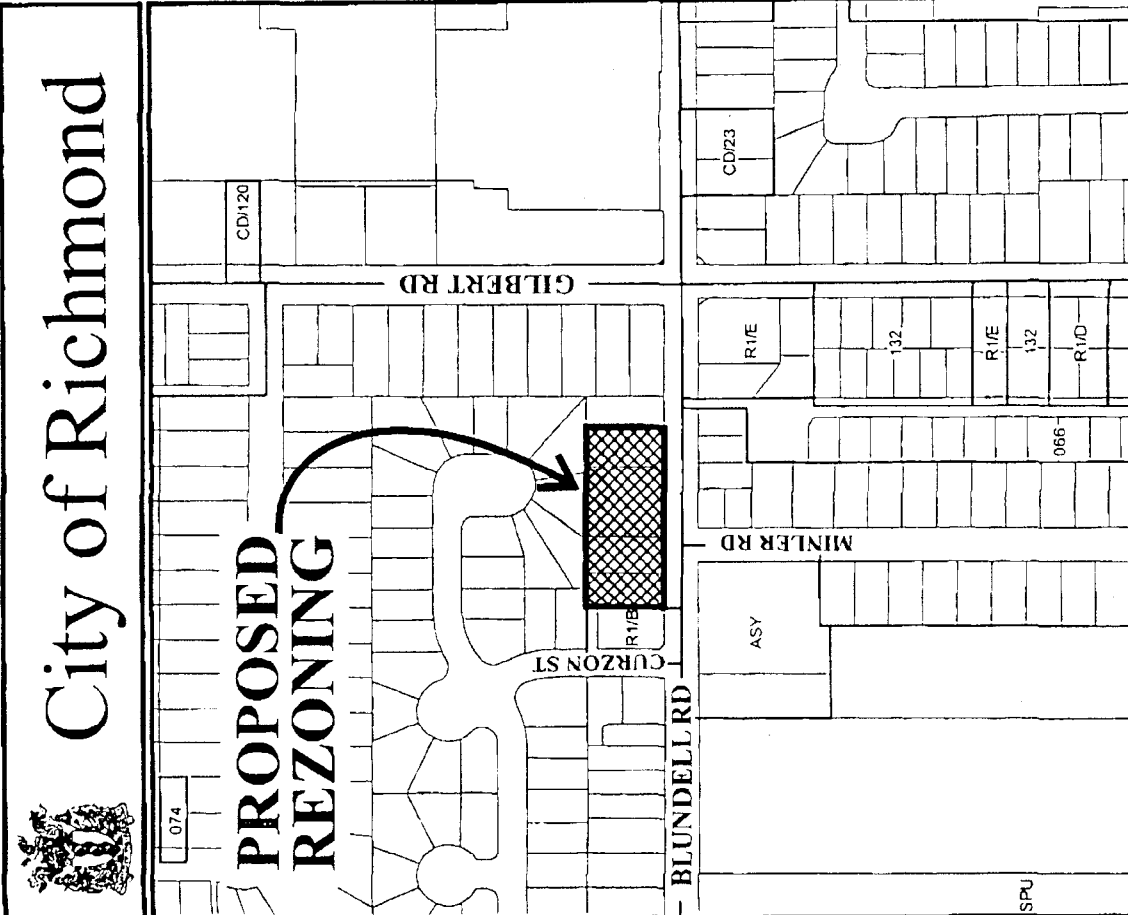 City of Richmond
PROPOSED
REZONING
GILBERT RD
BLUNDELL RD
CURZON ST
MINLER RD
CD/120
CD/23
074
R1/B
R1/E
132
R1/E
132
R1/D
066
ASY
SPU